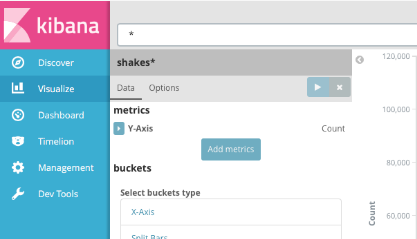 kibana
*
Discover
Visualize
Dashboard
Timelion
Management
Dev Tools
shakes*
Data Options
metrics
Y-Axis Count
Add metrics
buckets
Select buckets type
X-Axis
Split Bars
120,000
100,000
80,000
60,000
Count